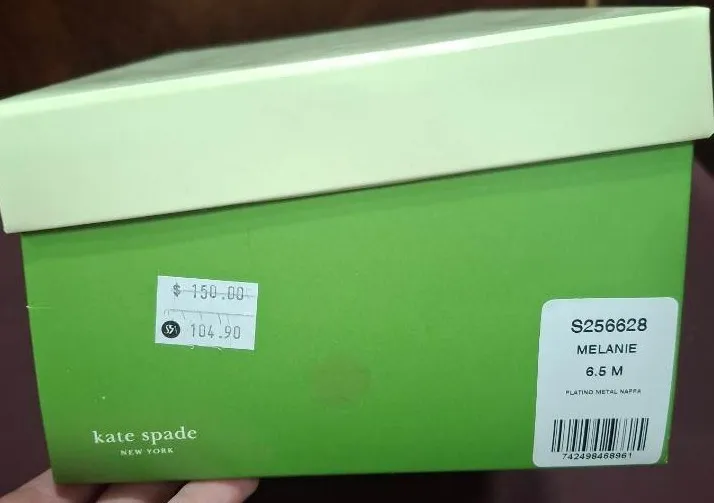 $ 150.00
104.90
kate spade
NEW YORK
S256628
MELANIE
6.5 M
PLATINO METAL NAPPA
742498468961